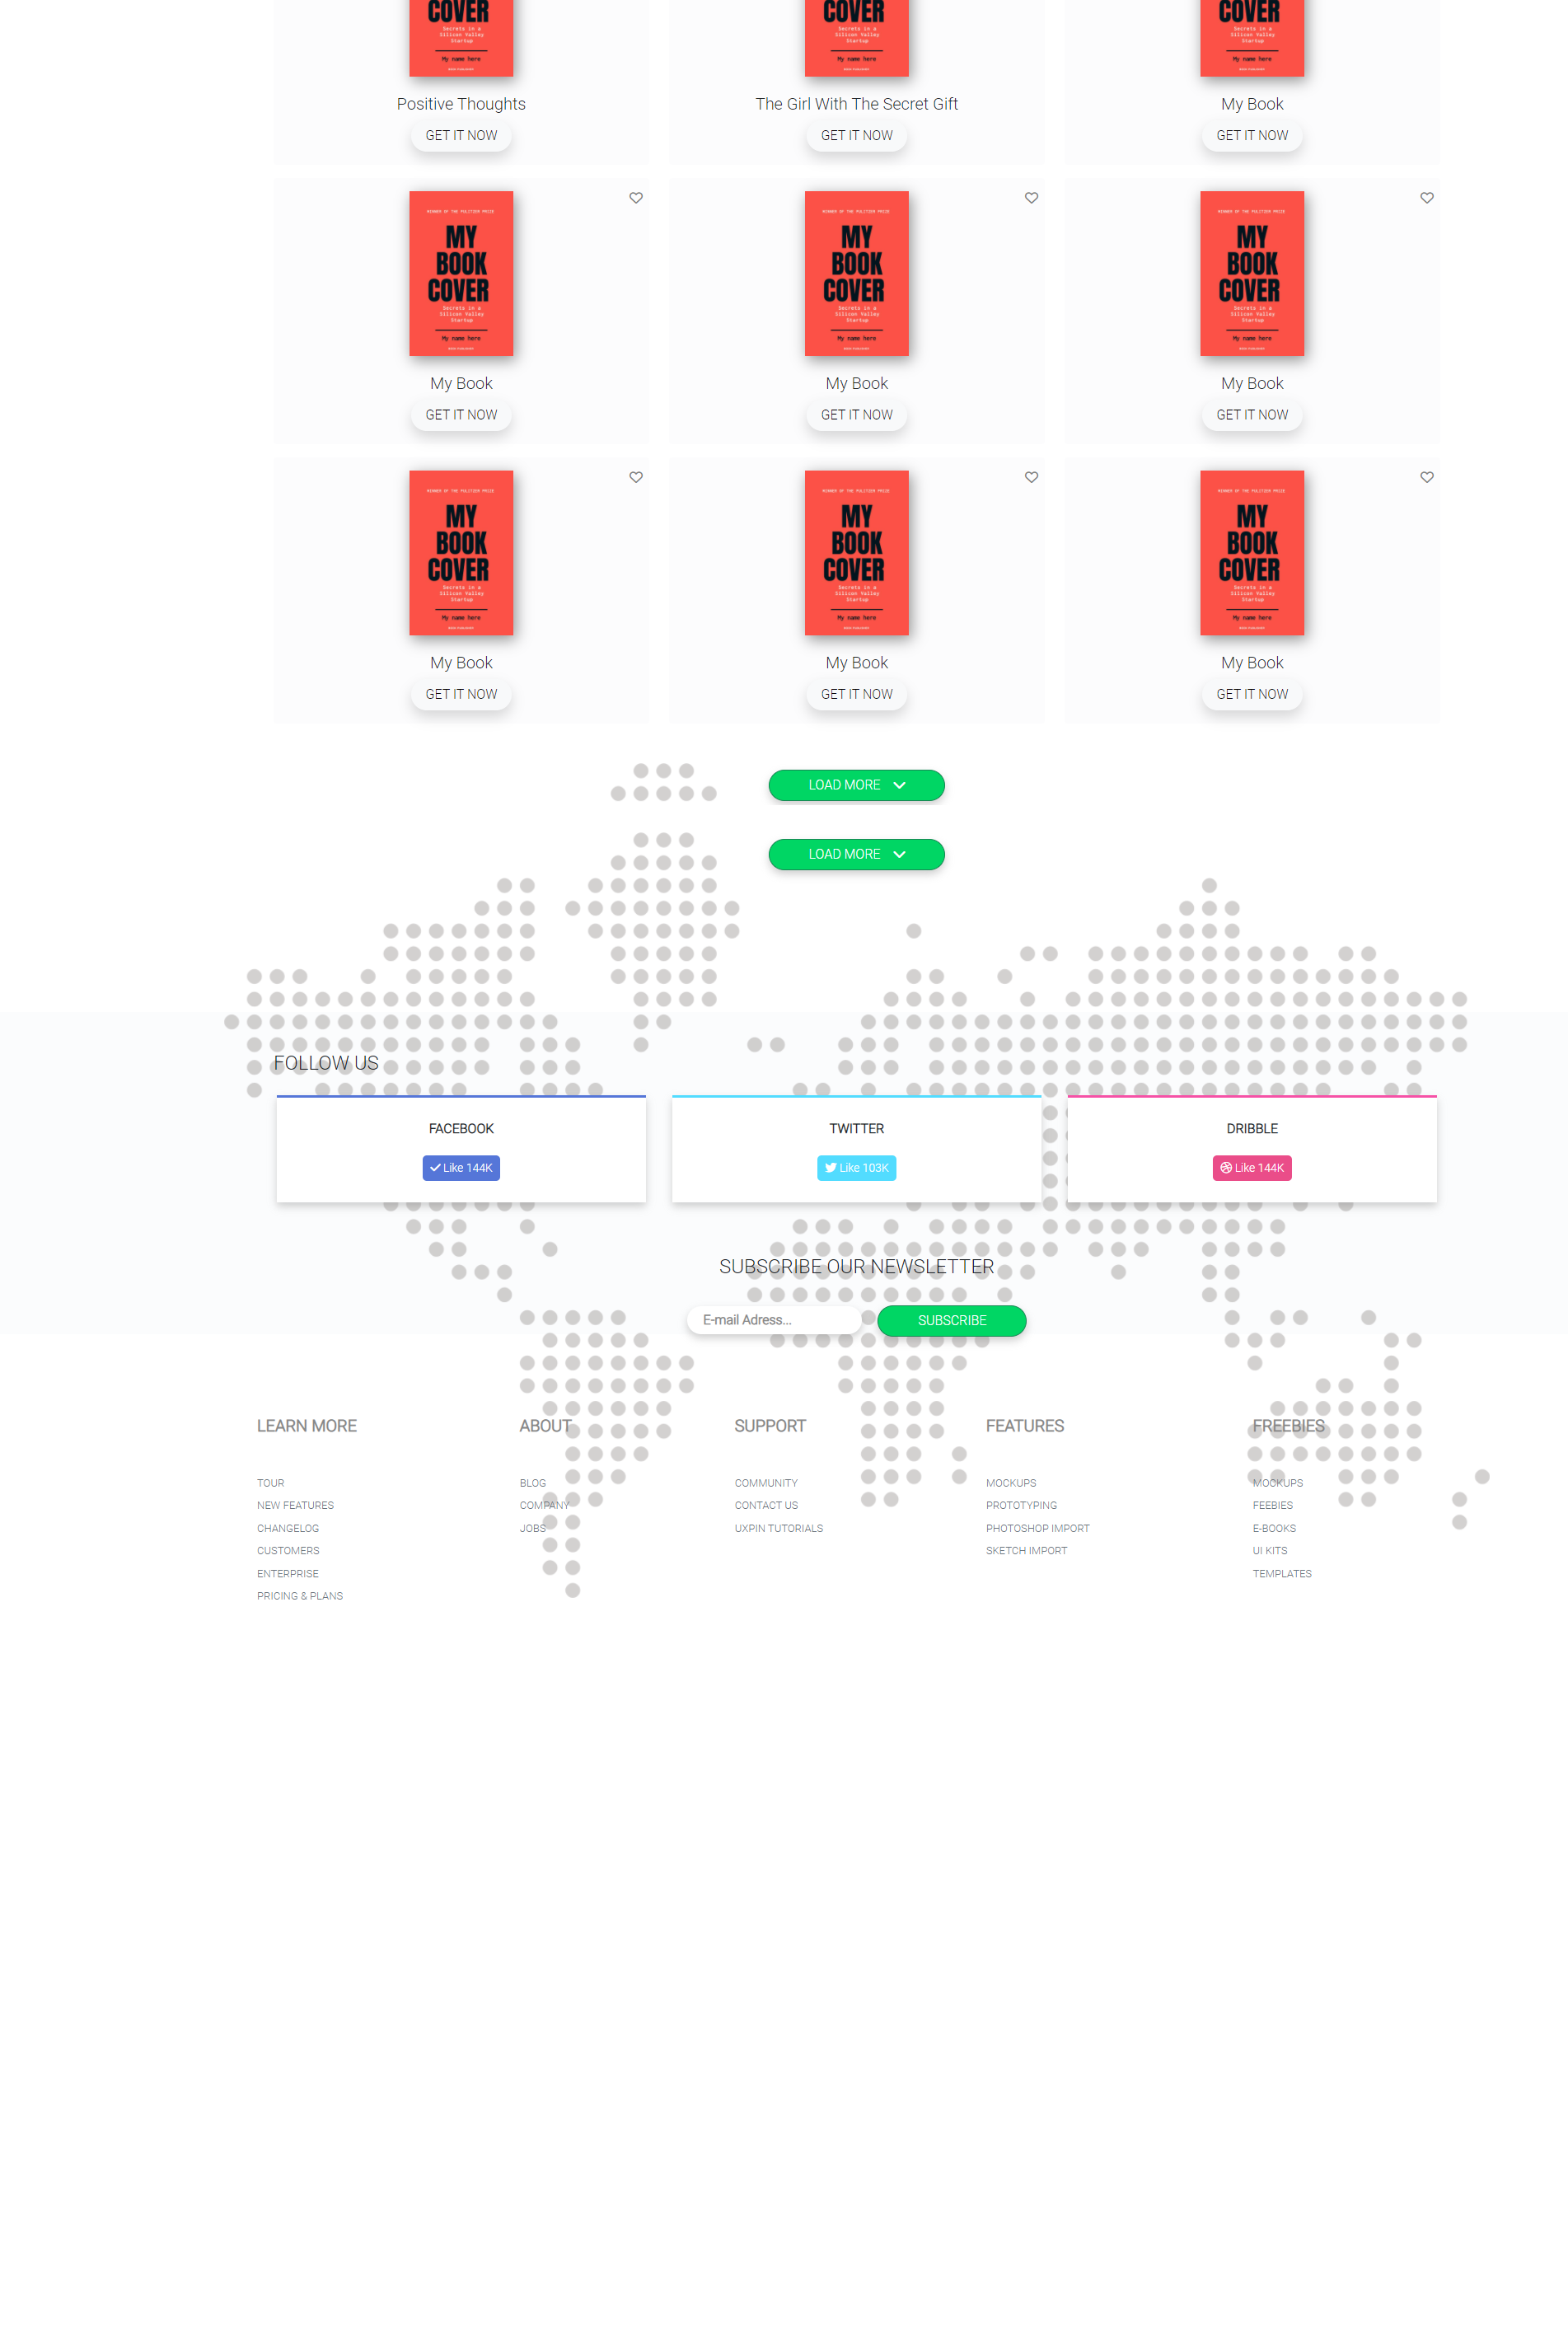 COVER
COVER
COVER
Secrets in a
Silicon Valley
Startup
Secrets in a
Silicon Valley
Startup
Secrets in a
Silicon Valley
Startup
My name here
My name here
My name here
Positive Thoughts
The Girl With The Secret Gift
My Book
GET IT NOW
GET IT NOW
GET IT NOW
WINNER OF THE PULITZER PRIZE
MY
BOOK
COVER
Secrets in a
Silicon Valley
Startup
My name here
WINNER OF THE PULITZER PRIZE
MY
BOOK
COVER
Secrets in a
Silicon Valley
Startup
My name here
WINNER OF THE PULITZER PRIZE
MY
BOOK
COVER
Secrets in a
Silicon Valley
Startup
My name here
My Book
My Book
My Book
GET IT NOW
GET IT NOW
GET IT NOW
WINNER OF THE PULITZER PRIZE
MY
BOOK
COVER
Secrets in a
Silicon Valley
Startup
My name here
WINNER OF THE PULITZER PRIZE
MY
BOOK
COVER
Secrets in a
Silicon Valley
Startup
My name here
WINNER OF THE PULITZER PRIZE
MY
BOOK
COVER
Secrets in a
Silicon Valley
Startup
My name here
My Book
My Book
My Book
GET IT NOW
GET IT NOW
GET IT NOW
LOAD MORE
LOAD MORE
FOLLOW US
FACEBOOK
Like 144K
TWITTER
Like 103K
DRIBBLE
Like 144K
SUBSCRIBE OUR NEWSLETTER
E-mail Adress...
SUBSCRIBE
LEARN MORE
TOUR
NEW FEATURES
CHANGELOG
CUSTOMERS
ENTERPRISE
PRICING & PLANS
ABOUT
BLOG
COMPANY
JOBS
SUPPORT
COMMUNITY
CONTACT US
UXPIN TUTORIALS
FEATURES
MOCKUPS
PROTOTYPING
PHOTOSHOP IMPORT
SKETCH IMPORT
FREEBIES
MOCKUPS
FEEBIES
E-BOOKS
UI KITS
TEMPLATES